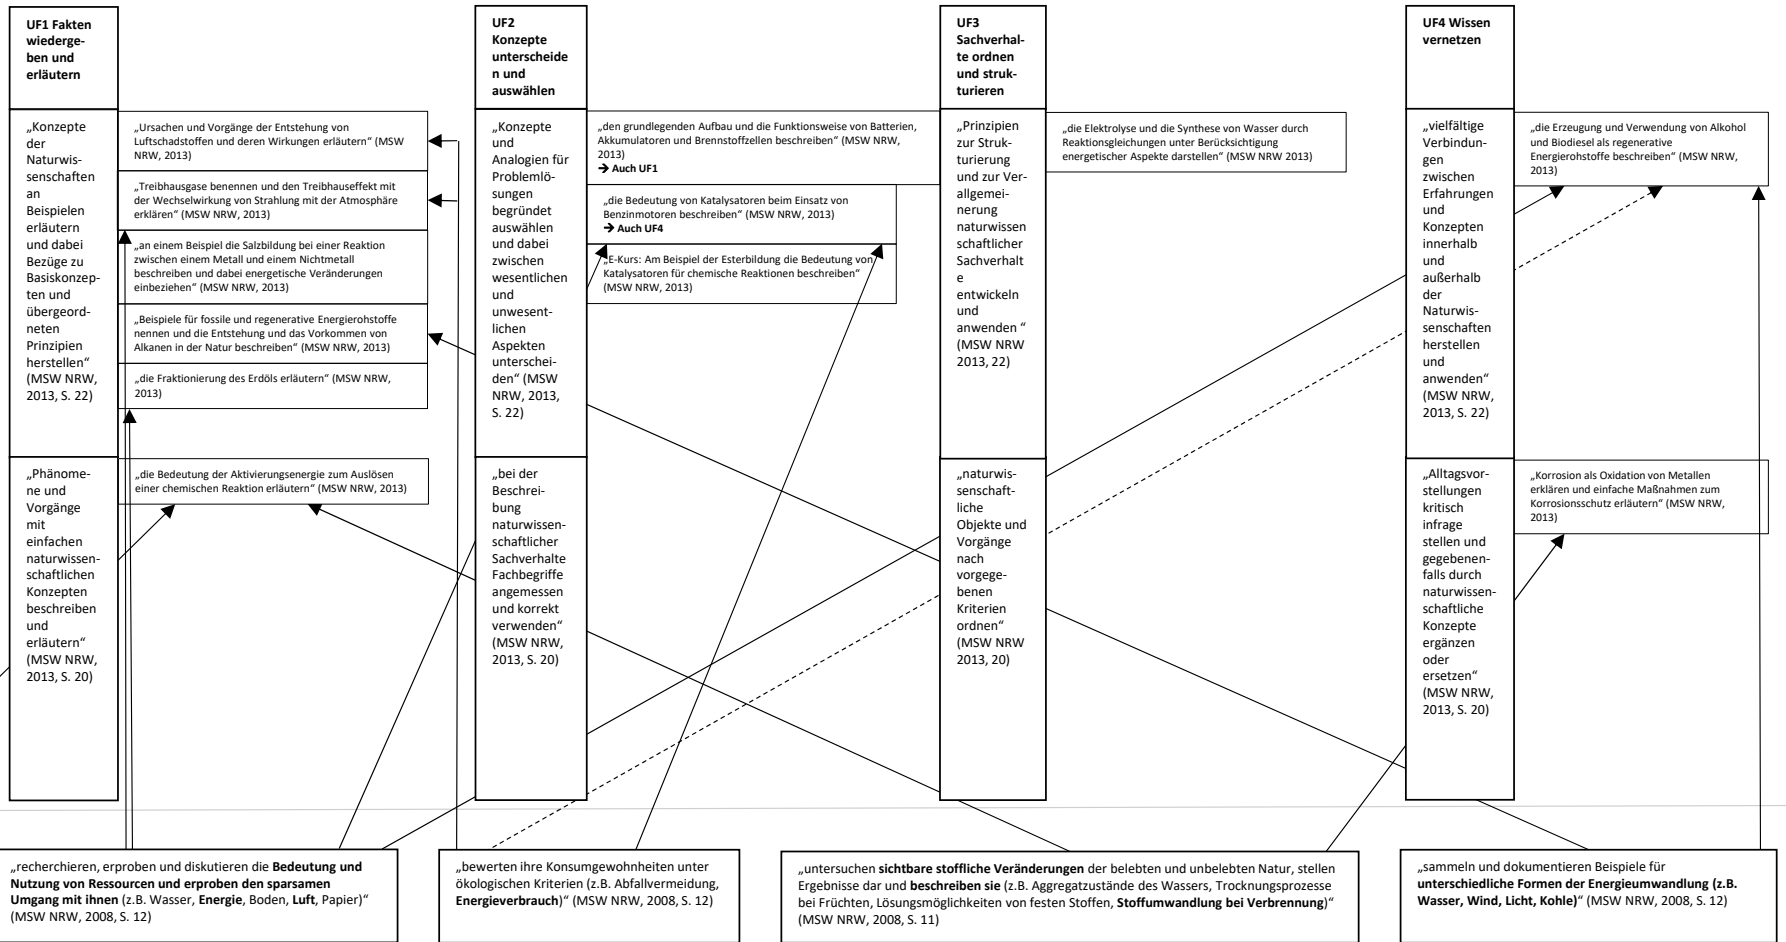 UF1 Fakten
wiederge-
ben und
erläutern
„Konzepte
der
Naturwis-
senschaften
an
Beispielen
erläutern
und dabei
Bezüge zu
Basiskonzep-
ten und
übergeord-
neten
Prinzipien
herstellen“
(MSW NRW,
2013, S. 22)
„Phänome-
ne und
Vorgänge
mit
einfachen
naturwissen-
schaftlichen
Konzepten
beschreiben
und
erläutern“
(MSW NRW,
2013, S. 20)
„Ursachen und Vorgänge der Entstehung von
Luftschadstoffen und deren Wirkungen erläutern“ (MSW
NRW, 2013)
„Treibhausgase benennen und den Treibhauseffekt mit
der Wechselwirkung von Strahlung mit der Atmosphäre
erklären“ (MSW NRW, 2013)
„an einem Beispiel die Salzbildung bei einer Reaktion
zwischen einem Metall und einem Nichtmetall
beschreiben und dabei energetische Veränderungen
einbeziehen“ (MSW NRW, 2013)
„Beispiele für fossile und regenerative Energierohstoffe
nennen und die Entstehung und das Vorkommen von
Alkanen in der Natur beschreiben“ (MSW NRW, 2013)
„die Fraktionierung des Erdöls erläutern“ (MSW NRW,
2013)
„die Bedeutung der Aktivierungsenergie zum Auslösen
einer chemischen Reaktion erläutern“ (MSW NRW, 2013)
UF2
Konzepte
unterscheide
n und
auswählen
„Konzepte
und
Analogien für
Problemlö-
sungen
begründet
auswählen
und dabei
zwischen
wesentlichen
und
unwesent-
lichen
Aspekten
unterschei-
den“ (MSW
NRW, 2013,
S. 22)
„bei der
Beschrei-
bung
naturwissen-
schaftlicher
Sachverhalte
Fachbegriffe
angemessen
und korrekt
verwenden“
(MSW NRW,
2013, S. 20)
„den grundlegenden Aufbau und die Funktionsweise von Batterien,
Akkumulatoren und Brennstoffzellen beschreiben“ (MSW NRW,
2013)
➔ Auch UF1
„die Bedeutung von Katalysatoren beim Einsatz von
Benzinmotoren beschreiben“ (MSW NRW, 2013)
➔ Auch UF4
„E-Kurs: Am Beispiel der Esterbildung die Bedeutung von
Katalysatoren für chemische Reaktionen beschreiben“
(MSW NRW, 2013)
UF3
Sachverhal-
te ordnen
und struk-
turieren
„Prinzipien
zur Struk-
turierung
und zur Ver-
allgemei-
nerung
naturwissen
schaftlicher
Sachverhalt
e
entwickeln
und
anwenden “
(MSW NRW
2013, 22)
„naturwis-
senschaft-
liche
Objekte und
Vorgänge
nach
vorgege-
benen
Kriterien
ordnen“
(MSW NRW
2013, 20)
„die Elektrolyse und die Synthese von Wasser durch
Reaktionsgleichungen unter Berücksichtigung
energetischer Aspekte darstellen“ (MSW NRW 2013)
UF4 Wissen
vernetzen
„vielfältige
Verbindun-
gen
zwischen
Erfahrungen
und
Konzepten
innerhalb
und
außerhalb
der
Naturwis-
senschaften
herstellen
und
anwenden“
(MSW NRW,
2013, S. 22)
„Alltagsvor-
stellungen
kritisch
infrage
stellen und
gegebenen-
falls durch
naturwissen-
schaftliche
Konzepte
ergänzen
oder
ersetzen“
(MSW NRW,
2013, S. 20)
„die Erzeugung und Verwendung von Alkohol
und Biodiesel als regenerative
Energierohstoffe beschreiben“ (MSW NRW,
2013)
„Korrosion als Oxidation von Metallen
erklären und einfache Maßnahmen zum
Korrosionsschutz erläutern“ (MSW NRW,
2013)
„recherchieren, erproben und diskutieren die Bedeutung und
Nutzung von Ressourcen und erproben den sparsamen
Umgang mit ihnen (z.B. Wasser, Energie, Boden, Luft, Papier)“
(MSW NRW, 2008, S. 12)
„bewerten ihre Konsumgewohnheiten unter
ökologischen Kriterien (z.B. Abfallvermeidung,
Energieverbrauch)“ (MSW NRW, 2008, S. 12)
„untersuchen sichtbare stoffliche Veränderungen der belebten und unbelebten Natur, stellen
Ergebnisse dar und beschreiben sie (z.B. Aggregatzustände des Wassers, Trocknungsprozesse
bei Früchten, Lösungsmöglichkeiten von festen Stoffen, Stoffumwandlung bei Verbrennung)“
(MSW NRW, 2008, S. 11)
„sammeln und dokumentieren Beispiele für
unterschiedliche Formen der Energieumwandlung (z.B.
Wasser, Wind, Licht, Kohle)“ (MSW NRW, 2008, S. 12)